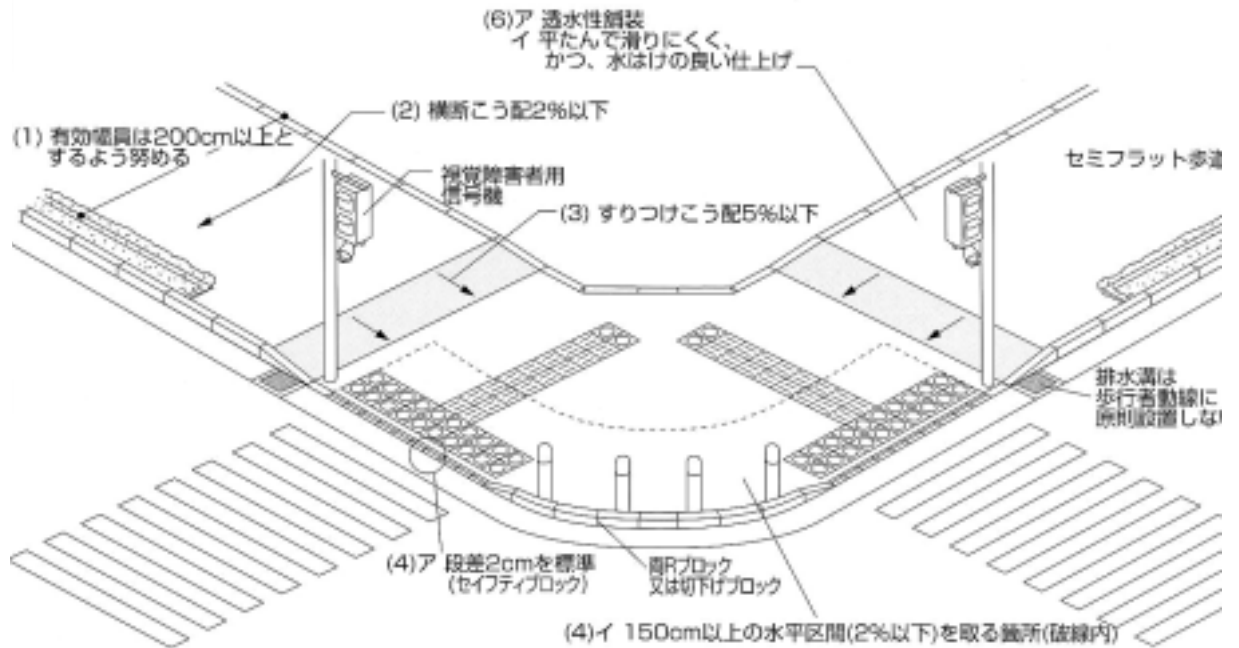 (6)ア 透水性舗装
イ 平たんで滑りにくく、
かつ、水はけの良い仕上げ
(2) 横断こう配2%以下
(1) 有効幅員は200cm以上と
するよう努める
セミフラット歩道
視覚障害者用
信号機
(3) すりつけこう配5%以下
排水溝は
歩行者動線に
原則設置しな
(4)ア 段差2cmを標準
(セイフティブロック)
両Rブロック
又は切下げブロック
(4)イ 150cm以上の水平区間(2%以下)を取る箇所(破線内)